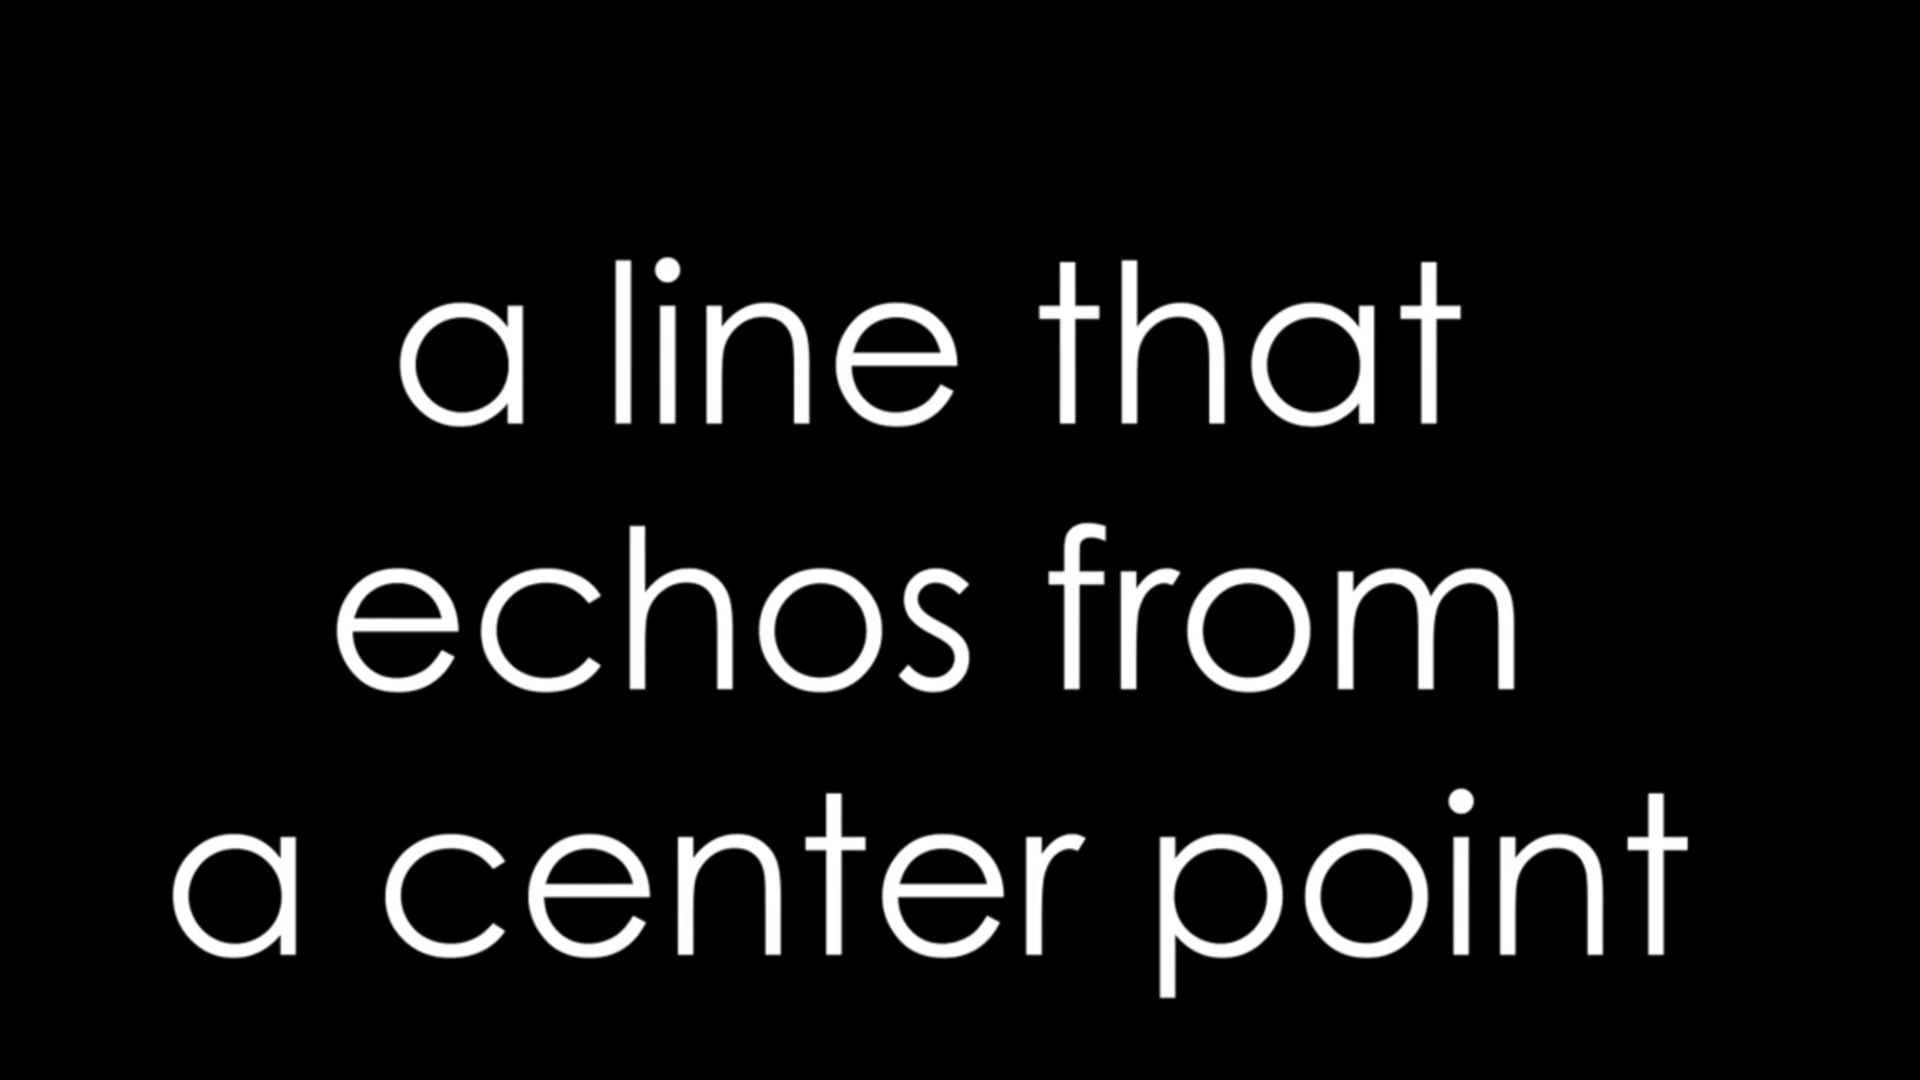 a line that
echos from
a center point